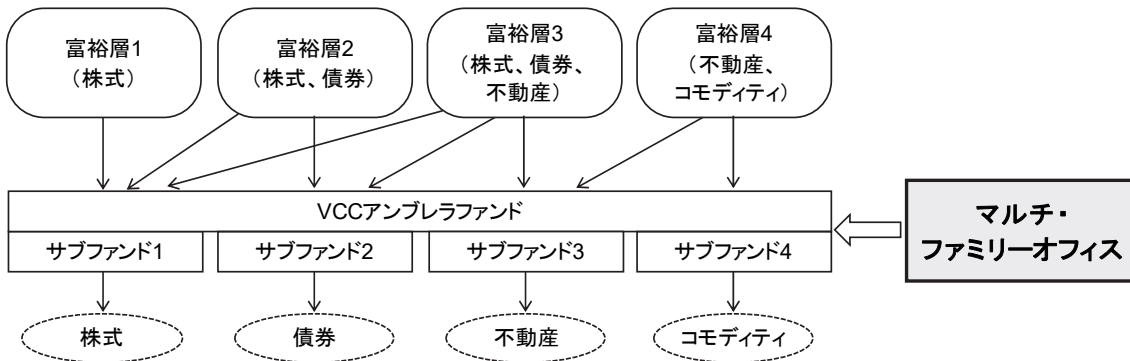 富裕層1
（株式）
富裕層2
（株式、債券）
富裕層3
（株式、債券、
不動産）
富裕層4
（不動産、
コモディティ）
VCCアンブレラファンド
サブファンド1
サブファンド2
サブファンド3
サブファンド4
マルチ・
ファミリーオフィス
株式
債券
不動産
コモディティ